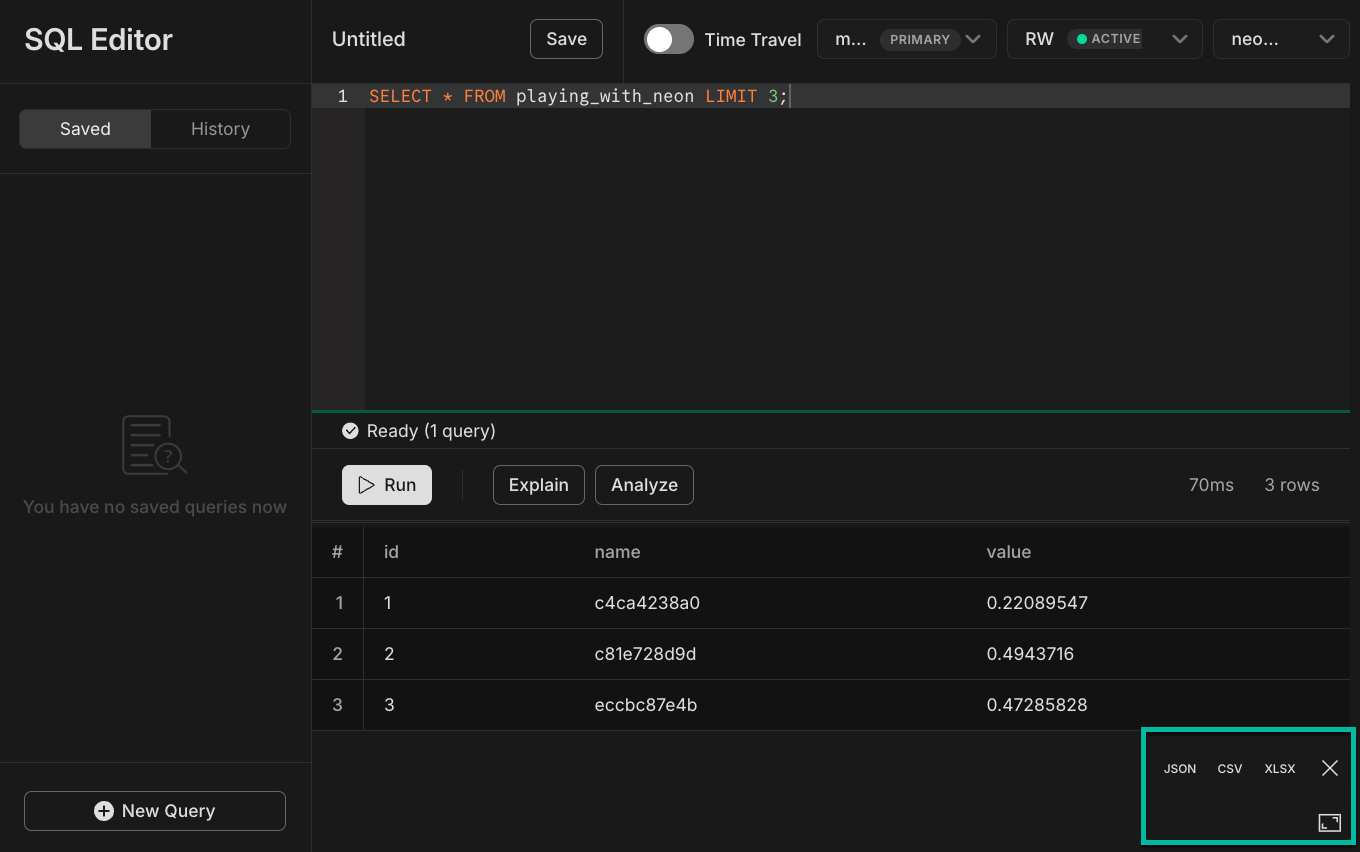 SQL Editor
Untitled
Save
Time Travel
m... PRIMARY
RW ACTIVE
neo...
Saved
History
1 SELECT * FROM playing_with_neon LIMIT 3;
?
You have no saved queries now
New Query
Ready (1 query)
Run
Explain
Analyze
70ms
3 rows
# id name value
1 1 c4ca4238a0 0.22089547
2 2 c81e728d9d 0.4943716
3 3 eccbc87e4b 0.47285828
JSON CSV XLSX